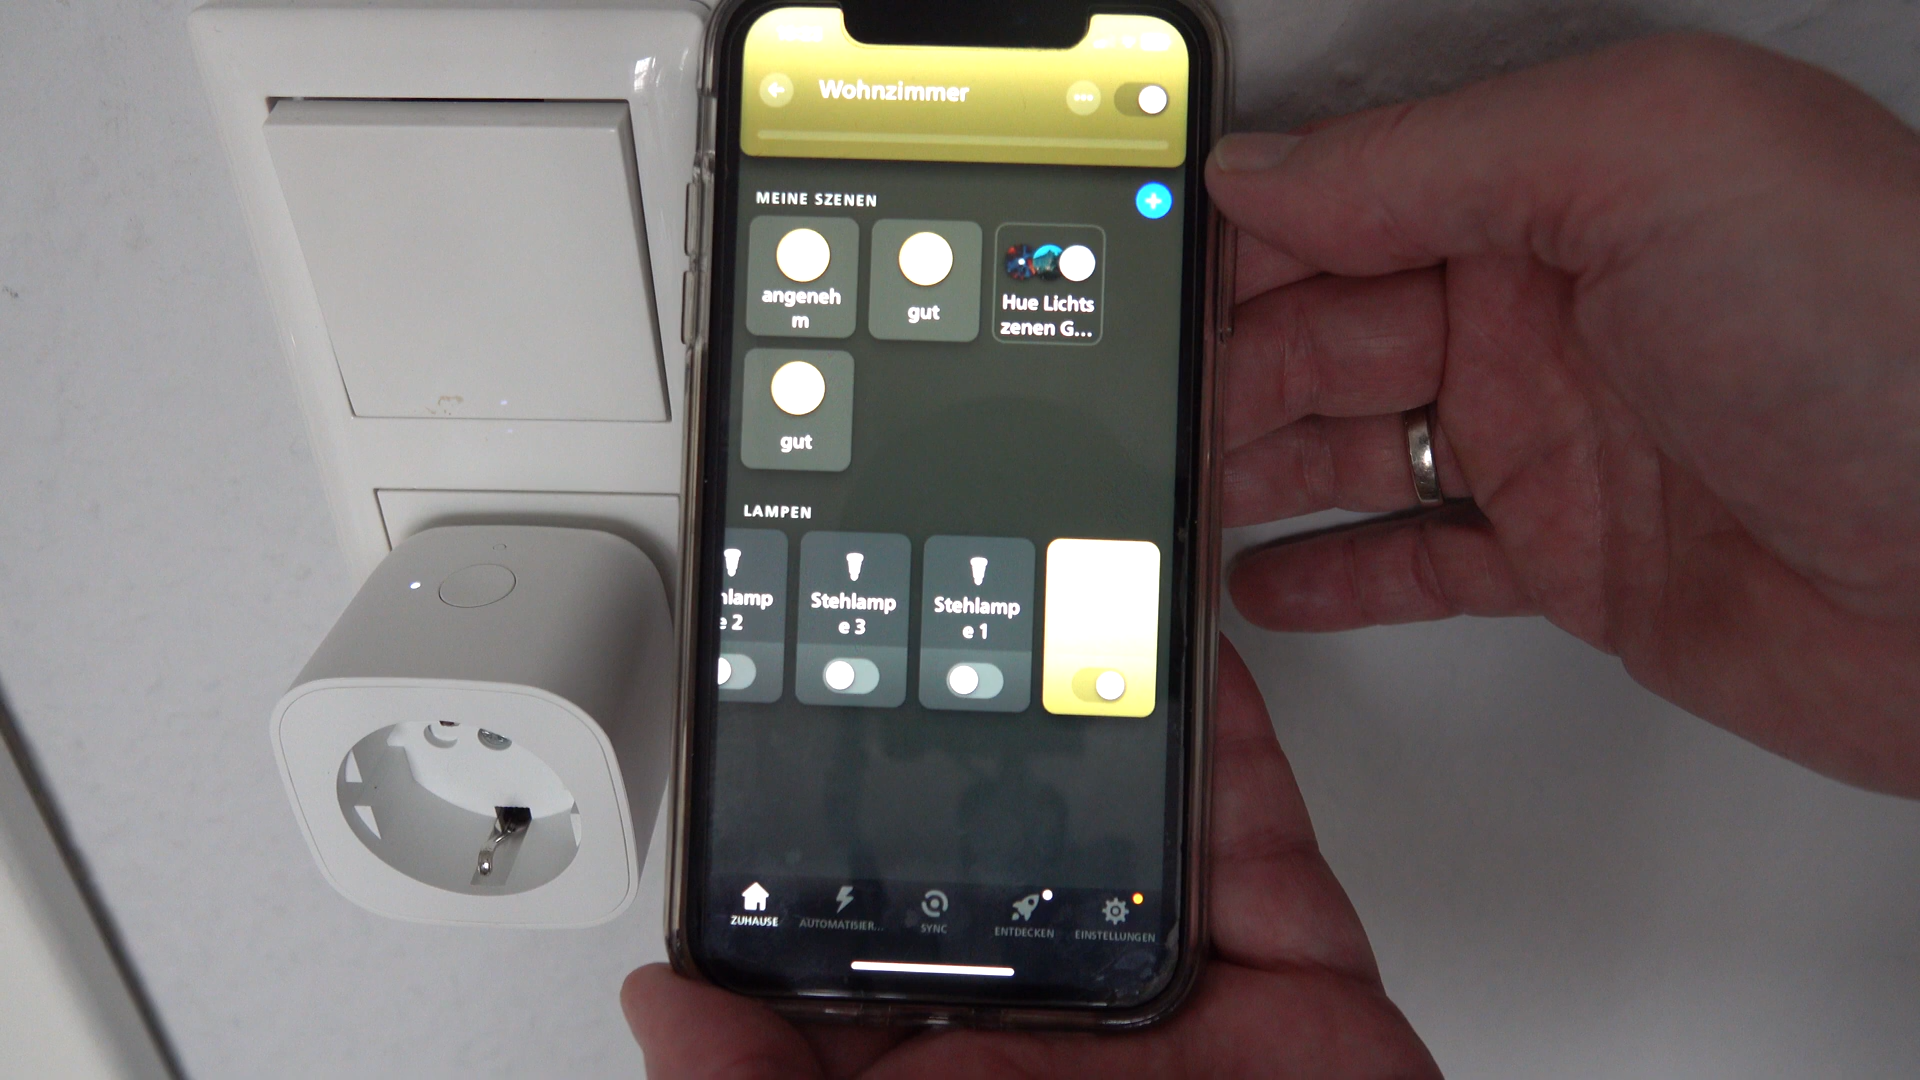 Wohnzimmer
MEINE SZENEN
angeneh
m
gut
Hue Lichts
zenen G...
gut
LAMPEN
hlamp
e 2
Stehlamp
e 3
Stehlamp
e 1
ZUHAUSE
AUTOMATISIER...
SYNC
ENTDECKEN
EINSTELLUNGEN